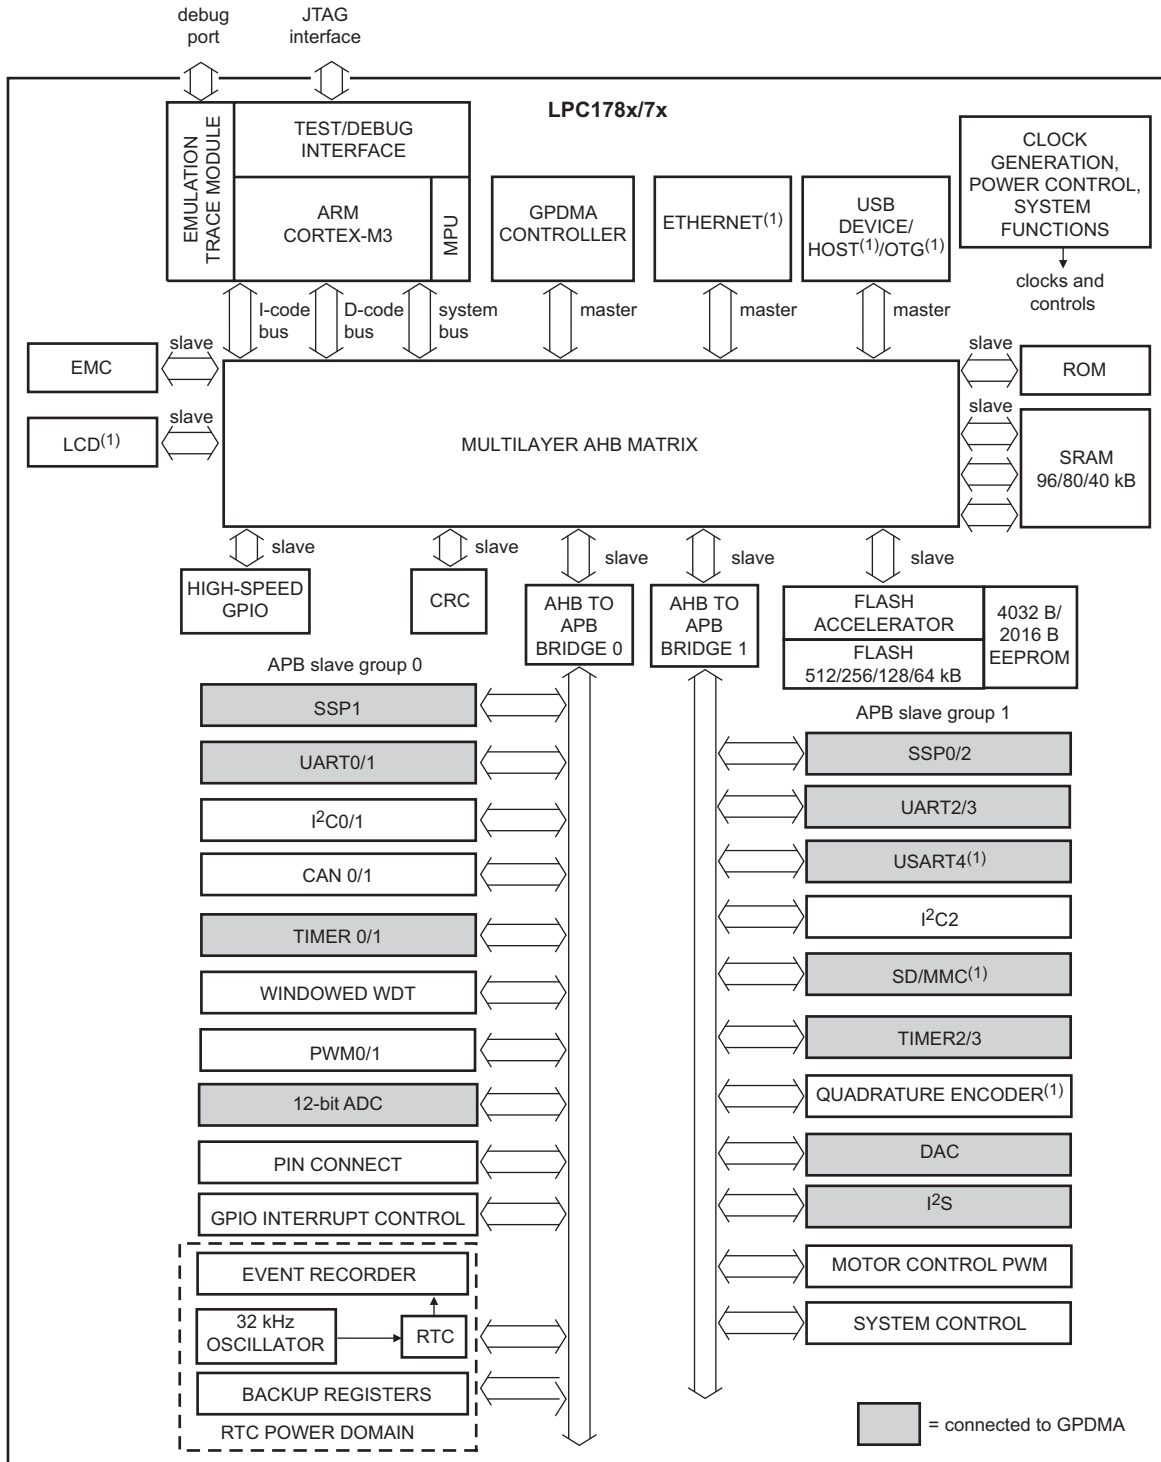 debug
port
JTAG
interface
LPC178x/7x
EMULATION
TRACE MODULE
TEST/DEBUG
INTERFACE
ARM
CORTEX-M3
MPU
GPDMA
CONTROLLER
ETHERNET(1)
USB
DEVICE/
HOST(1)/OTG(1)
CLOCK
GENERATION,
POWER CONTROL,
SYSTEM
FUNCTIONS
clocks and
controls
I-code
bus
D-code
bus
system
bus
master
master
master
slave
EMC
slave
LCD(1)
MULTILAYER AHB MATRIX
slave
ROM
slave
SRAM
96/80/40 kB
slave
HIGH-SPEED
GPIO
slave
CRC
slave
AHB TO
APB
BRIDGE 0
slave
AHB TO
APB
BRIDGE 1
slave
FLASH
ACCELERATOR
FLASH
512/256/128/64 kB
4032 B/
2016 B
EEPROM
APB slave group 0
SSP1
UART0/1
I2C0/1
CAN 0/1
TIMER 0/1
WINDOWED WDT
PWM0/1
12-bit ADC
PIN CONNECT
GPIO INTERRUPT CONTROL
EVENT RECORDER
32 kHz
OSCILLATOR
RTC
BACKUP REGISTERS
RTC POWER DOMAIN
APB slave group 1
SSP0/2
UART2/3
USART4(1)
I2C2
SD/MMC(1)
TIMER2/3
QUADRATURE ENCODER(1)
DAC
I2S
MOTOR CONTROL PWM
SYSTEM CONTROL
= connected to GPDMA